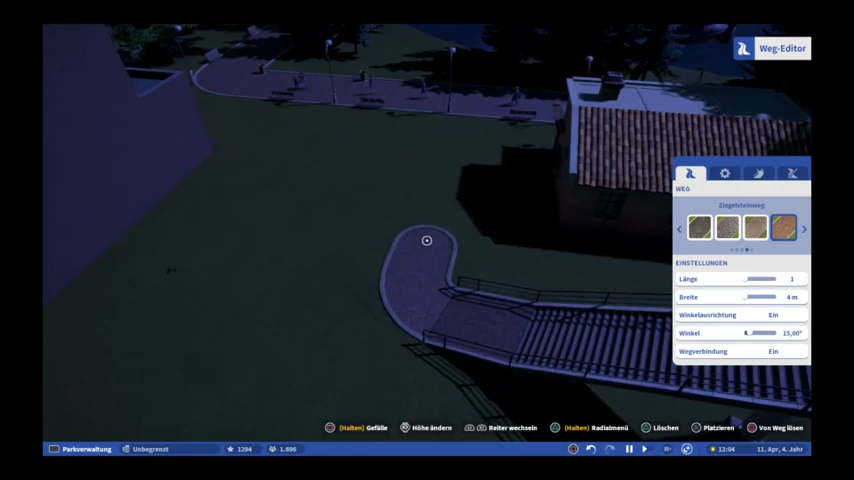 Weg-Editor
WEG
Ziegelsteinweg
EINSTELLUNGEN
Länge 1
Breite 4 m
Winkelausrichtung Ein
Winkel 15,00°
Wegverbindung Ein
(Halten) Gefälle Höhe ändern Reiter wechseln (Halten) Radialmenü Löschen Platzieren Von Weg lösen
Parkverwaltung Unbegrenzt 1294 1.696 12:04 11. Apr, 4. Jahr